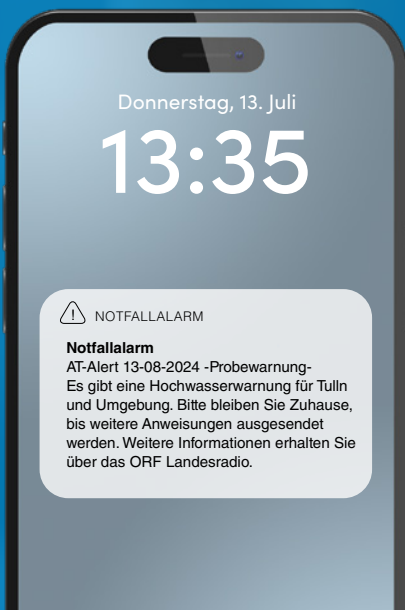 Donnerstag, 13. Juli
13:35
NOTFALLALARM
Notfallalarm
AT-Alert 13-08-2024 -Probewarnung-
Es gibt eine Hochwasserwarnung für Tulln
und Umgebung. Bitte bleiben Sie Zuhause,
bis weitere Anweisungen ausgesendet
werden. Weitere Informationen erhalten Sie
über das ORF Landesradio.